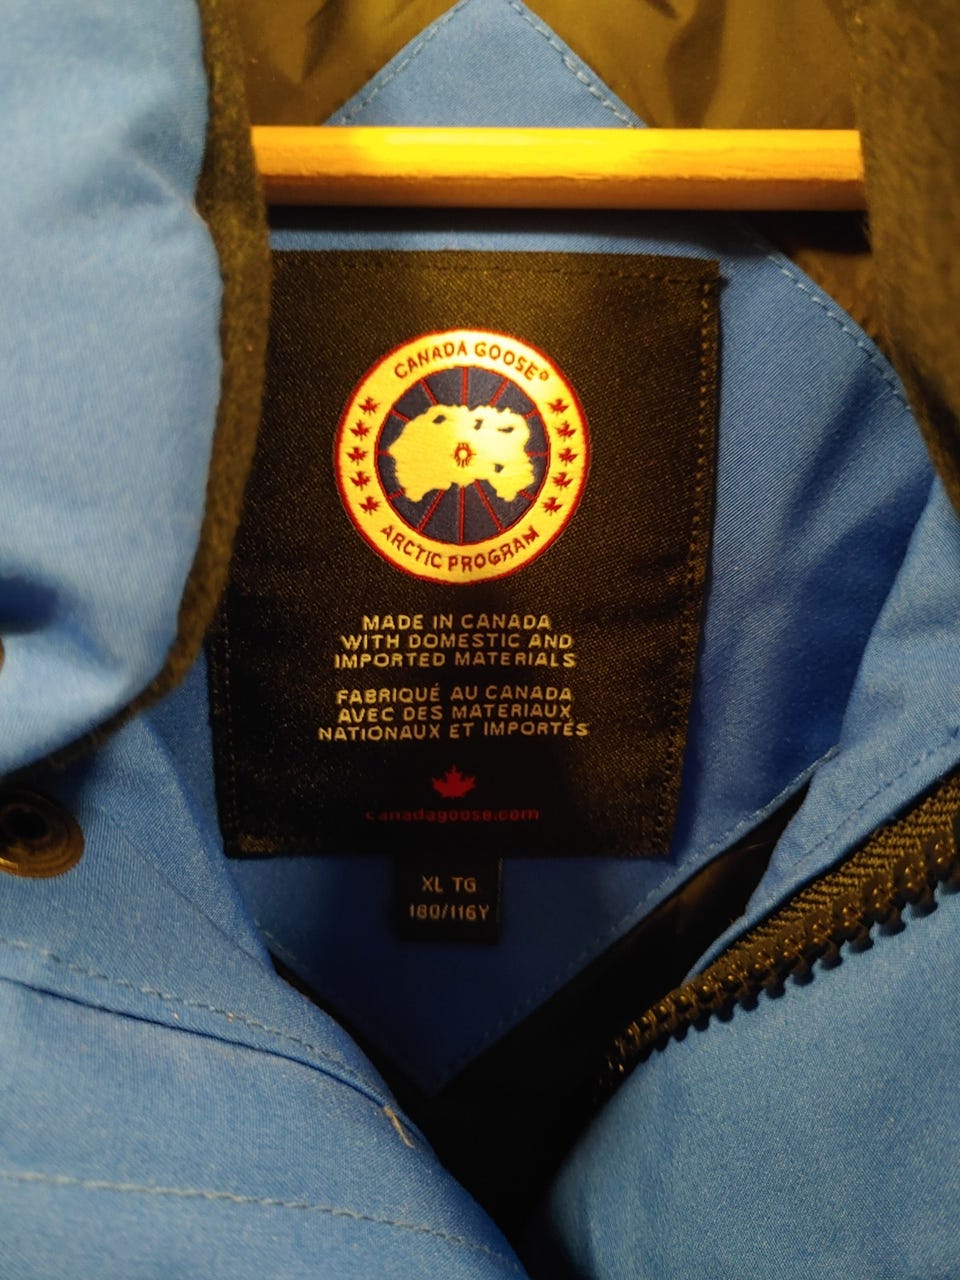 CANADA GOOSE®
ARCTIC PROGRAM
MADE IN CANADA
WITH DOMESTIC AND
IMPORTED MATERIALS
FABRIQUÉ AU CANADA
AVEC DES MATERIAUX
NATIONAUX ET IMPORTÉS
canadagoose.com
XL TG
180/116Y